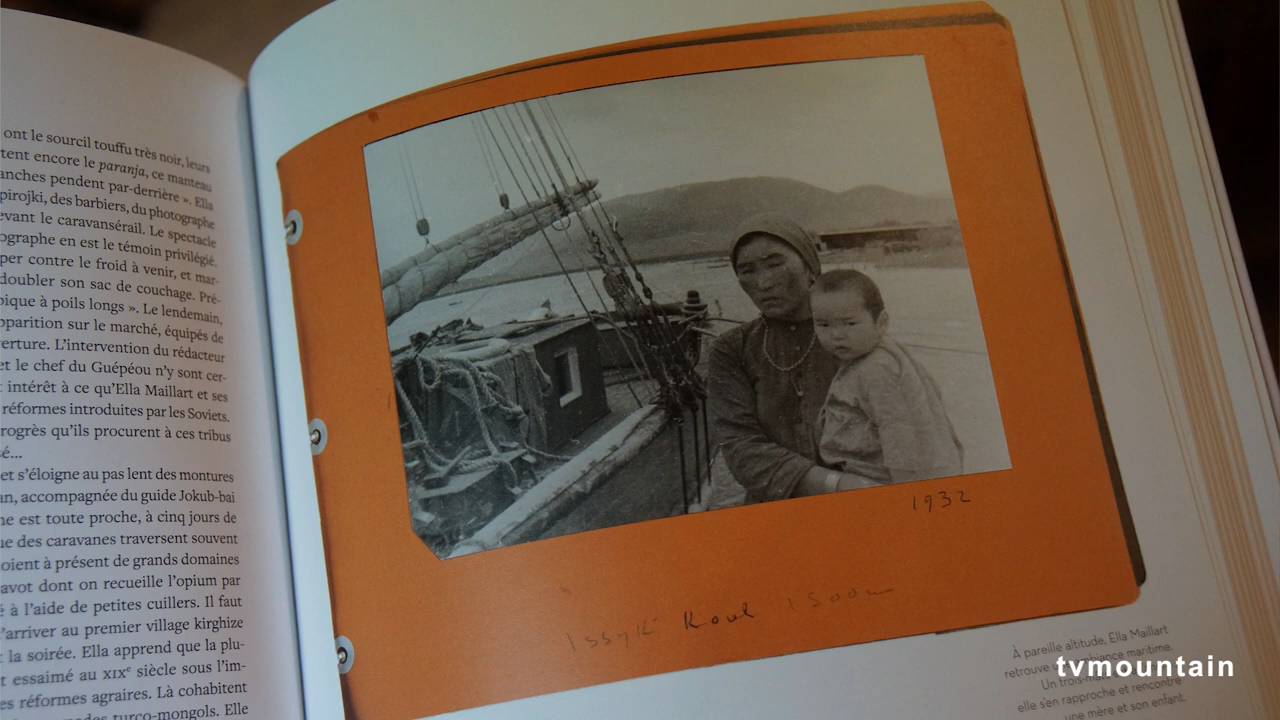 ont le sourcil touffu très noir, leurs
tent encore le paranja, ce manteau
anches pendent par-derrière ». Ella
pirojki, des barbiers, du photographe
evant le caravansérail. Le spectacle
ographe en est le témoin privilégié.
per contre le froid à venir, et mar-
doubler son sac de couchage. Pré-
pique à poils longs ». Le lendemain,
pparition sur le marché, équipés de
verture. L'intervention du rédacteur
et le chef du Guépéou n'y sont cer-
intérêt à ce qu'Ella Maillart et ses
réformes introduites par les Soviets.
rogrès qu'ils procurent à ces tribus
é...
et s'éloigne au pas lent des montures
an, accompagnée du guide Jokub-bai
ne est toute proche, à cinq jours de
ue des caravanes traversent souvent
oient à présent de grands domaines
avot dont on recueille l'opium par
é à l'aide de petites cuillers. Il faut
'arriver au premier village kirghize
la soirée. Ella apprend que la plu-
t essaimé au XIXe siècle sous l'im-
es réformes agraires. Là cohabitent
turco-mongols. Elle
1932
Issyk Koul 1500m
À pareille altitude, Ella Maillart
retrouve maritime.
Un
elle s'en rapproche et rencontre
une mère et son enfant.
tvmountain